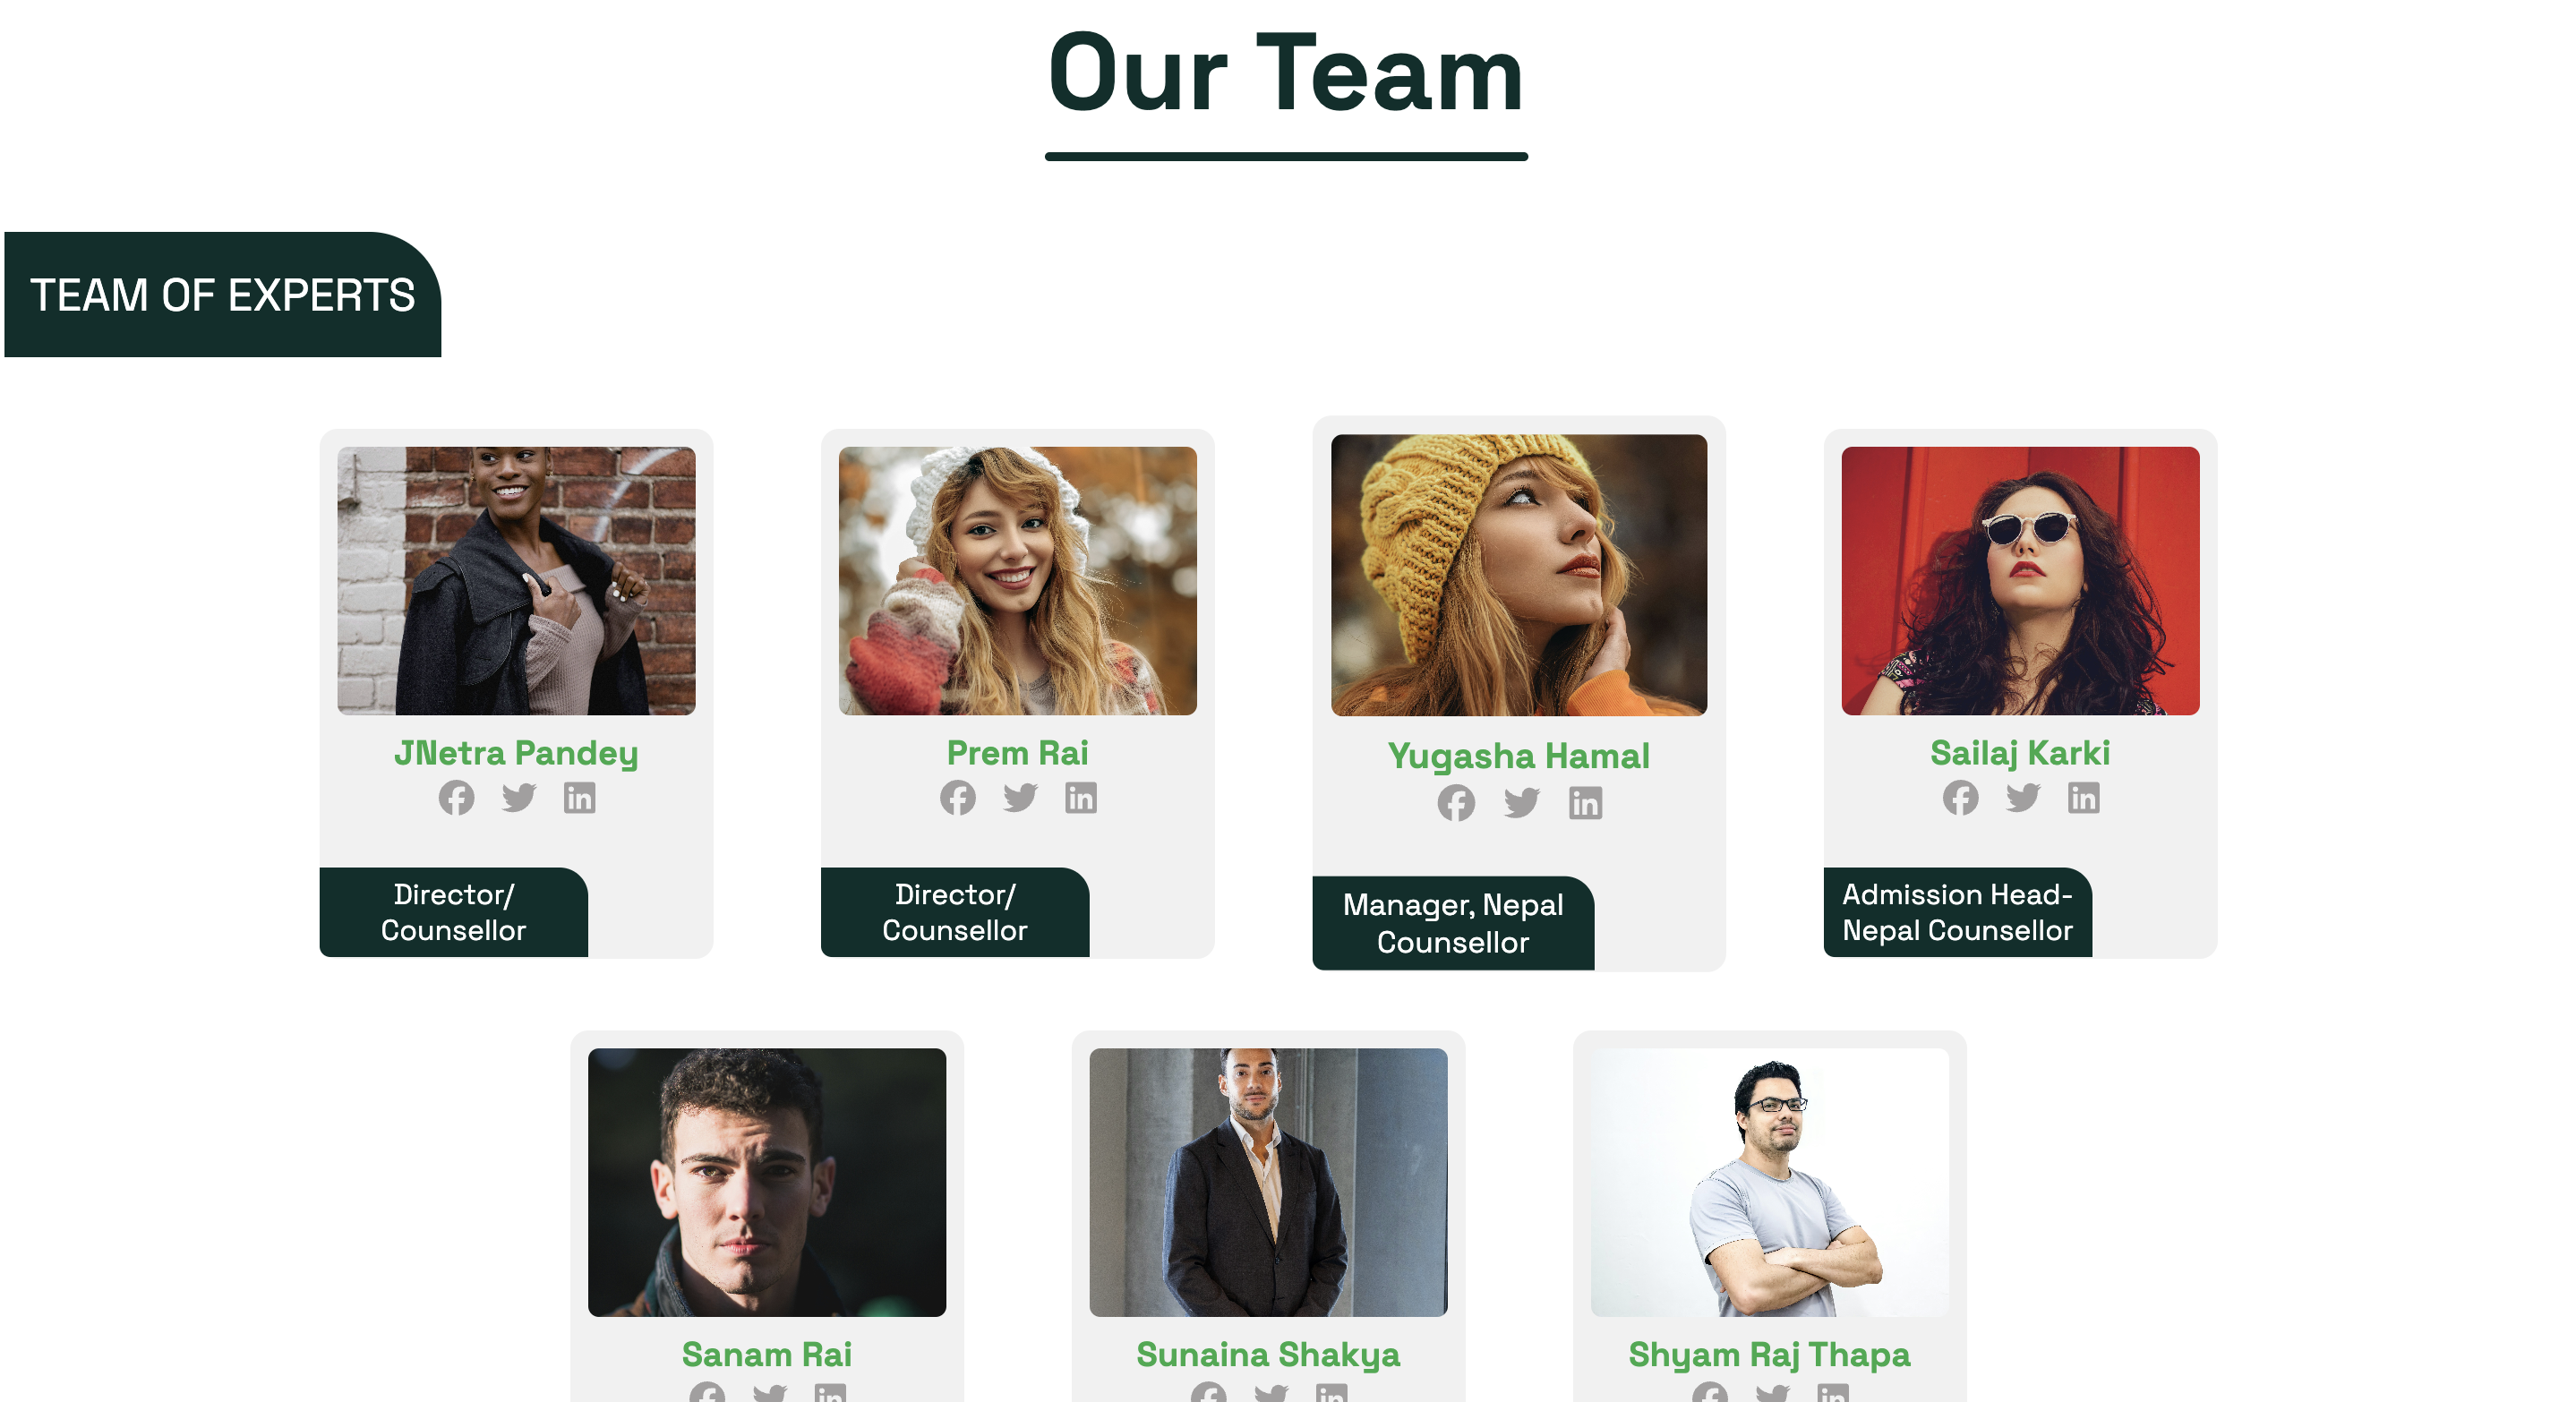 Our Team
TEAM OF EXPERTS
JNetra Pandey
Director/
Counsellor
Prem Rai
Director/
Counsellor
Yugasha Hamal
Manager, Nepal
Counsellor
Sailaj Karki
Admission Head-
Nepal Counsellor
Sanam Rai
Sunaina Shakya
Shyam Raj Thapa